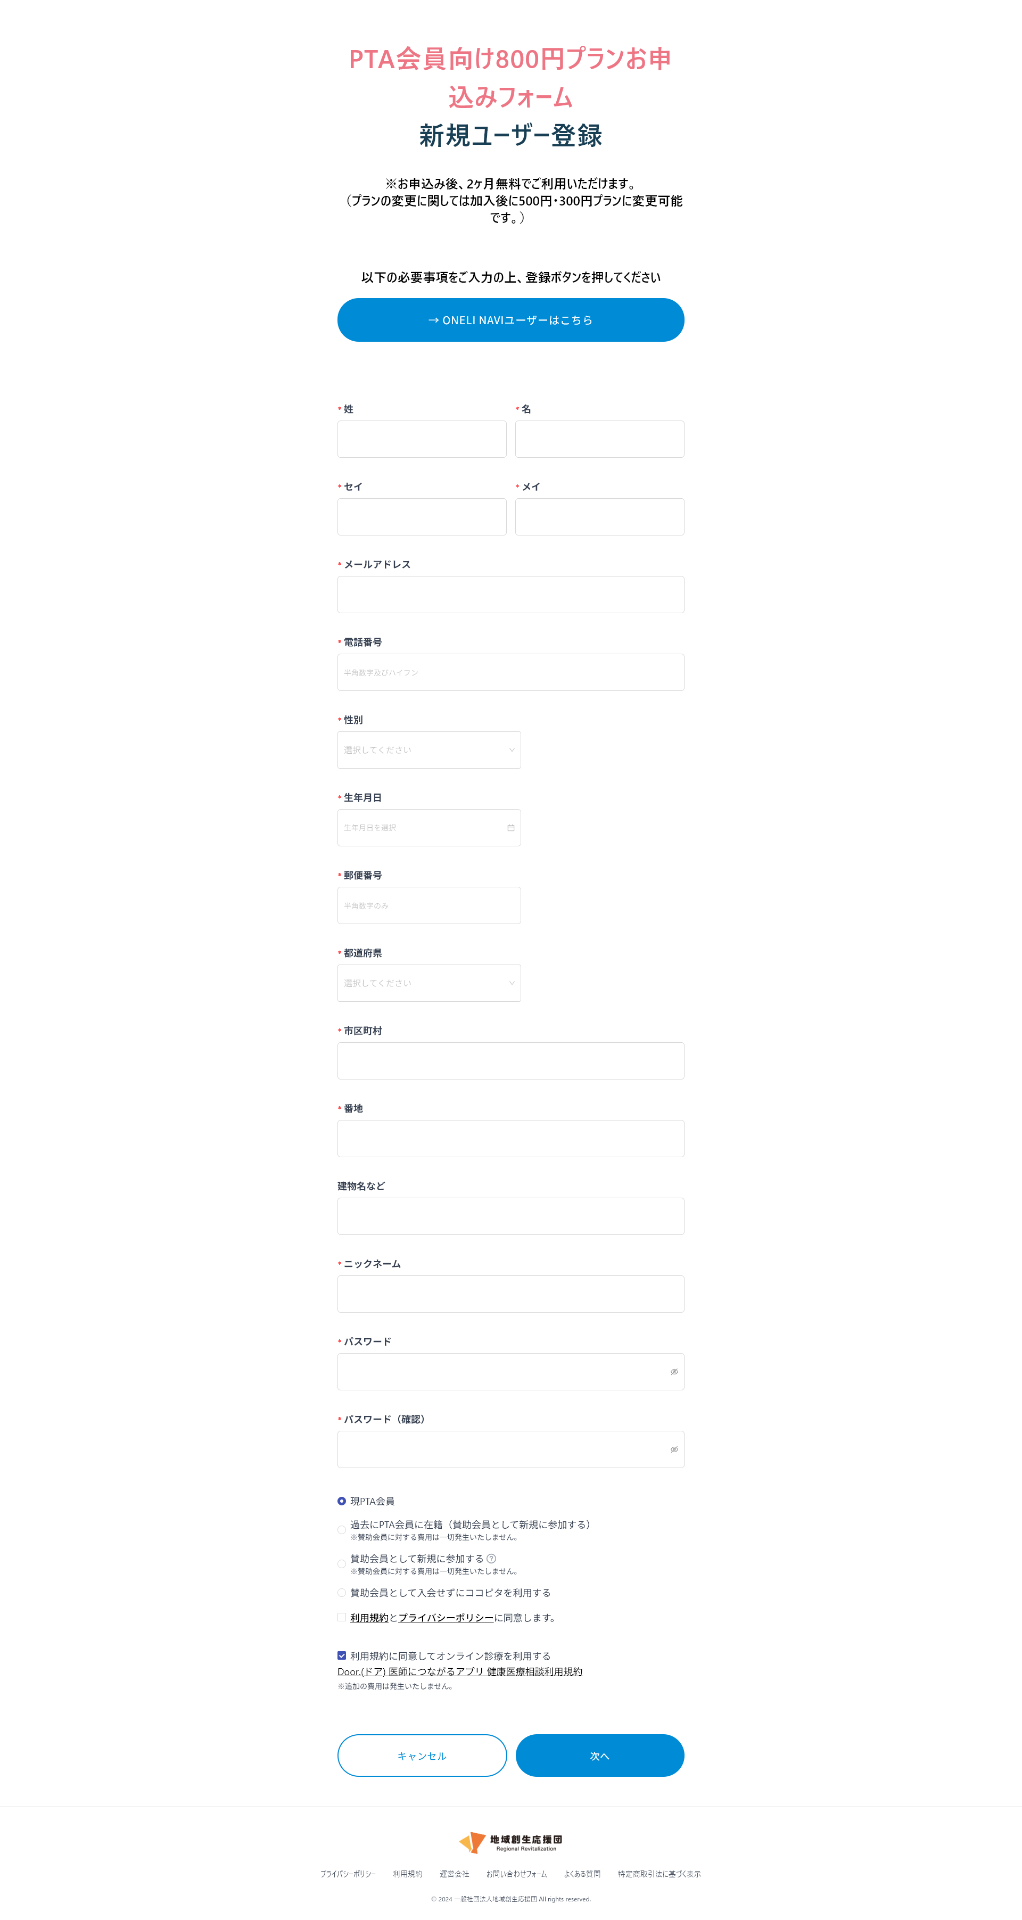 PTA会員向け800円プランお申
込みフォーム
新規ユーザー登録
※お申込み後、2ヶ月無料でご利用いただけます。
（プランの変更に関しては加入後に500円・300円プランに変更可能
です。）
以下の必要事項をご入力の上、登録ボタンを押してください
→ ONELI NAVIユーザーはこちら
* 姓
* 名
* セイ
* メイ
* メールアドレス
* 電話番号
半角数字及びハイフン
* 性別
選択してください
* 生年月日
生年月日を選択
* 郵便番号
半角数字のみ
* 都道府県
選択してください
* 市区町村
* 番地
建物名など
* ニックネーム
* パスワード
* パスワード（確認）
現PTA会員
過去にPTA会員に在籍（賛助会員として新規に参加する）
※賛助会員に対する費用は一切発生いたしません。
賛助会員として新規に参加する ?
※賛助会員に対する費用は一切発生いたしません。
賛助会員として入会せずにココピタを利用する
利用規約とプライバシーポリシーに同意します。
利用規約に同意してオンライン診療を利用する
Door.(ドア) 医師につながるアプリ 健康医療相談利用規約
※追加の費用は発生いたしません。
キャンセル
次へ
地域創生応援団
Regional Revitalization
プライバシーポリシー 利用規約 運営会社 お問い合わせフォーム よくある質問 特定商取引法に基づく表示
© 2024 一般社団法人地域創生応援団 All rights reserved.